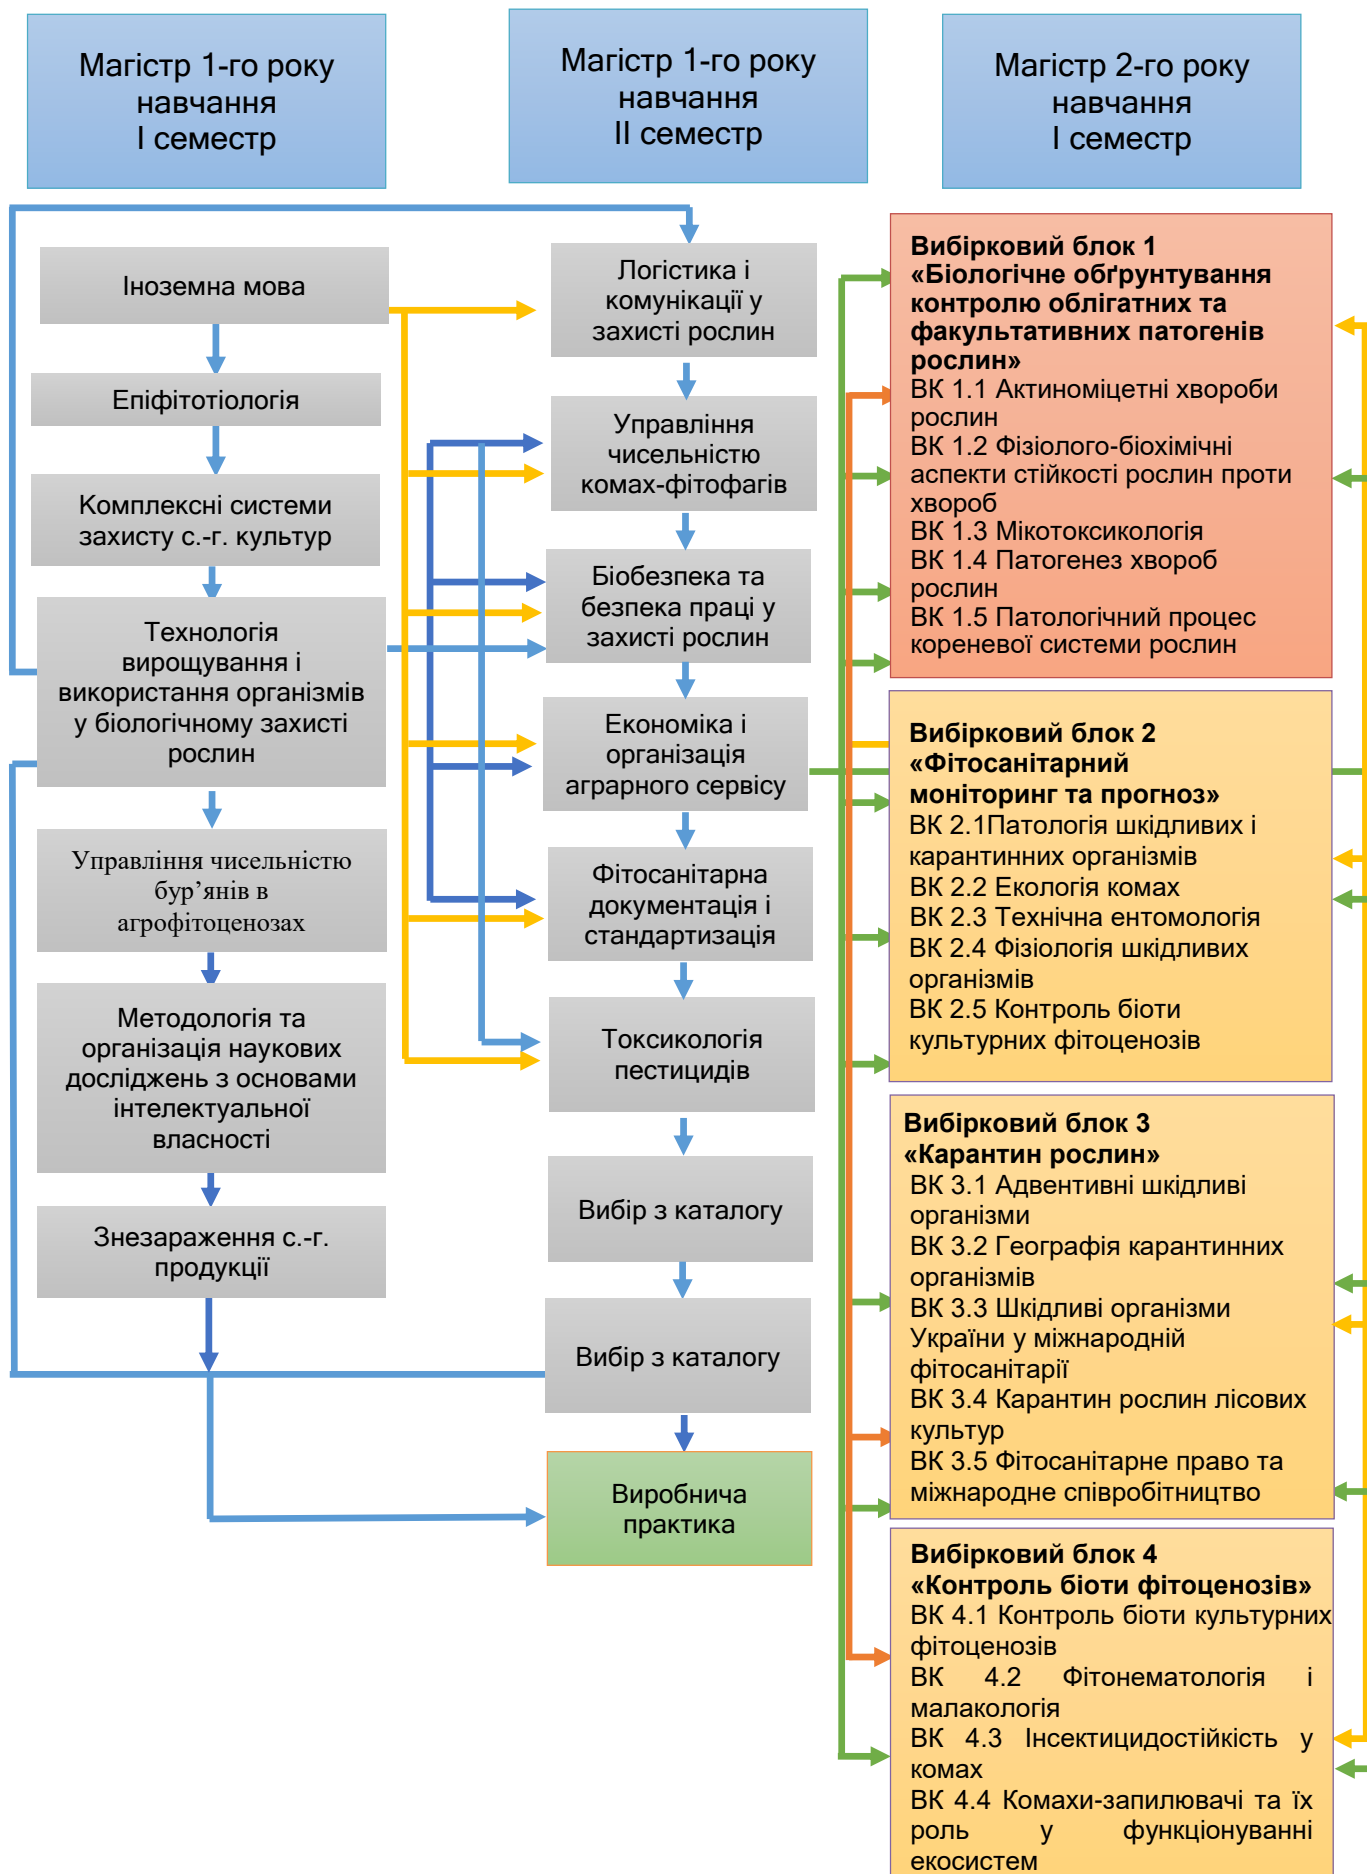 Магістр 1-го року
навчання
І семестр
Магістр 1-го року
навчання
ІІ семестр
Магістр 2-го року
навчання
І семестр
Іноземна мова
Епіфітотіологія
Комплексні системи
захисту с.-г. культур
Технологія
вирощування і
використання організмів
у біологічному захисті
рослин
Управління чисельністю
бур’янів в
агрофітоценозах
Методологія та
організація наукових
досліджень з основами
інтелектуальної
власності
Знезараження с.-г.
продукції
Логістика і
комунікації у
захисті рослин
Управління
чисельністю
комах-фітофагів
Біобезпека та
безпека праці у
захисті рослин
Економіка і
організація
аграрного сервісу
Фітосанітарна
документація і
стандартизація
Токсикологія
пестицидів
Вибір з каталогу
Вибір з каталогу
Виробнича
практика
Вибірковий блок 1
«Біологічне обґрунтування
контролю облігатних та
факультативних патогенів
рослин»
ВК 1.1 Актиноміцетні хвороби
рослин
ВК 1.2 Фізіолого-біохімічні
аспекти стійкості рослин проти
хвороб
ВК 1.3 Мікотоксикологія
ВК 1.4 Патогенез хвороб
рослин
ВК 1.5 Патологічний процес
кореневої системи рослин
Вибірковий блок 2
«Фітосанітарний
моніторинг та прогноз»
ВК 2.1Патологія шкідливих і
карантинних організмів
ВК 2.2 Екологія комах
ВК 2.3 Технічна ентомологія
ВК 2.4 Фізіологія шкідливих
організмів
ВК 2.5 Контроль біоти
культурних фітоценозів
Вибірковий блок 3
«Карантин рослин»
ВК 3.1 Адвентивні шкідливі
організми
ВК 3.2 Географія карантинних
організмів
ВК 3.3 Шкідливі організми
України у міжнародній
фітосанітарії
ВК 3.4 Карантин рослин лісових
культур
ВК 3.5 Фітосанітарне право та
міжнародне співробітництво
Вибірковий блок 4
«Контроль біоти фітоценозів»
ВК 4.1 Контроль біоти культурних
фітоценозів
ВК 4.2 Фітонематологія і
малакологія
ВК 4.3 Інсектицидостійкість у
комах
ВК 4.4 Комахи-запилювачі та їх
роль у функціонуванні
екосистем